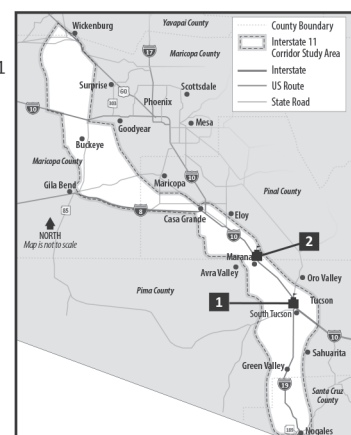 1
Wickenburg
Yavapai County
17
Maricopa County
County Boundary
Interstate 11
Corridor Study Area
Interstate
US Route
State Road
Surprise
60
303
Scottsdale
Phoenix
10
Goodyear
Mesa
Buckeye
Maricopa County
Gila Bend
85
Maricopa
10
Pinal County
8
Casa Grande
Eloy
10
NORTH
Map is not to scale
2
Marana
Avra Valley
Oro Valley
Pima County
1
Tucson
South Tucson
10
Sahuarita
Green Valley
19
Santa Cruz
County
189
Nogales